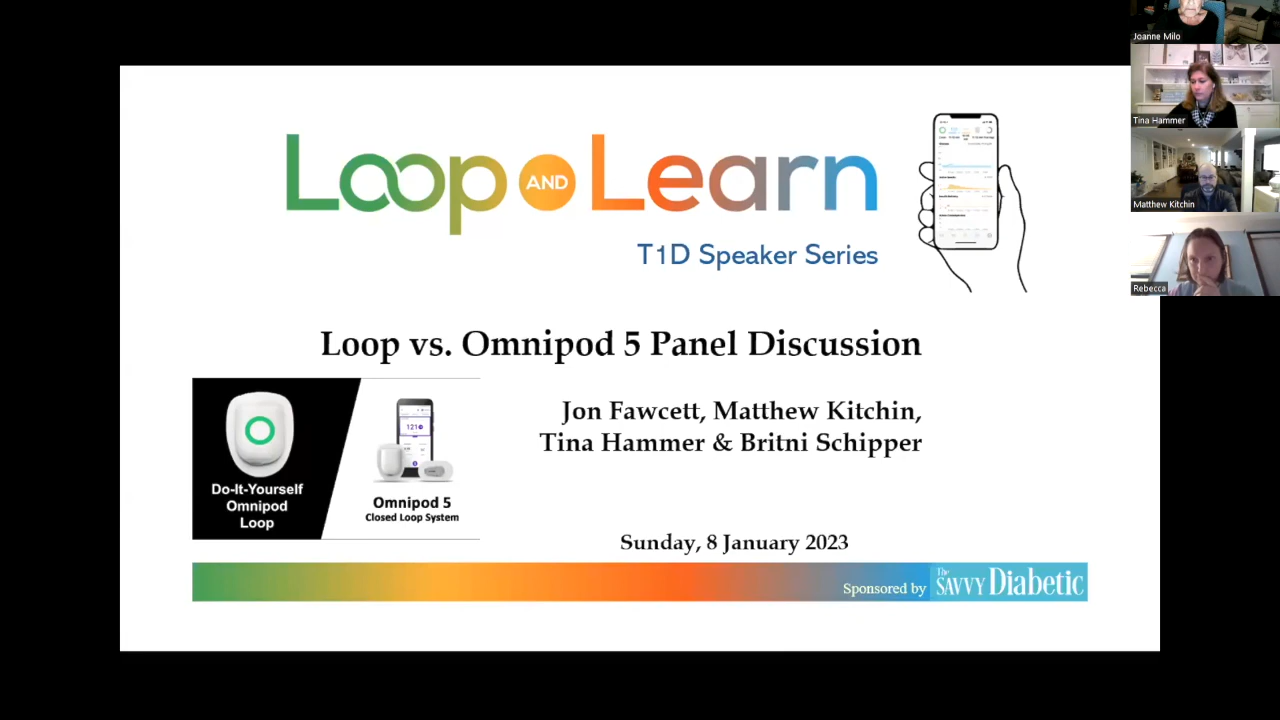 Loop AND Learn
T1D Speaker Series
Loop vs. Omnipod 5 Panel Discussion
Jon Fawcett, Matthew Kitchin,
Tina Hammer & Britni Schipper
Do-It-Yourself
Omnipod
Loop
121
Omnipod 5
Closed Loop System
Sunday, 8 January 2023
Sponsored by The SAVVY Diabetic
Joanne Milo
Tina Hammer
Matthew Kitchin
Rebecca